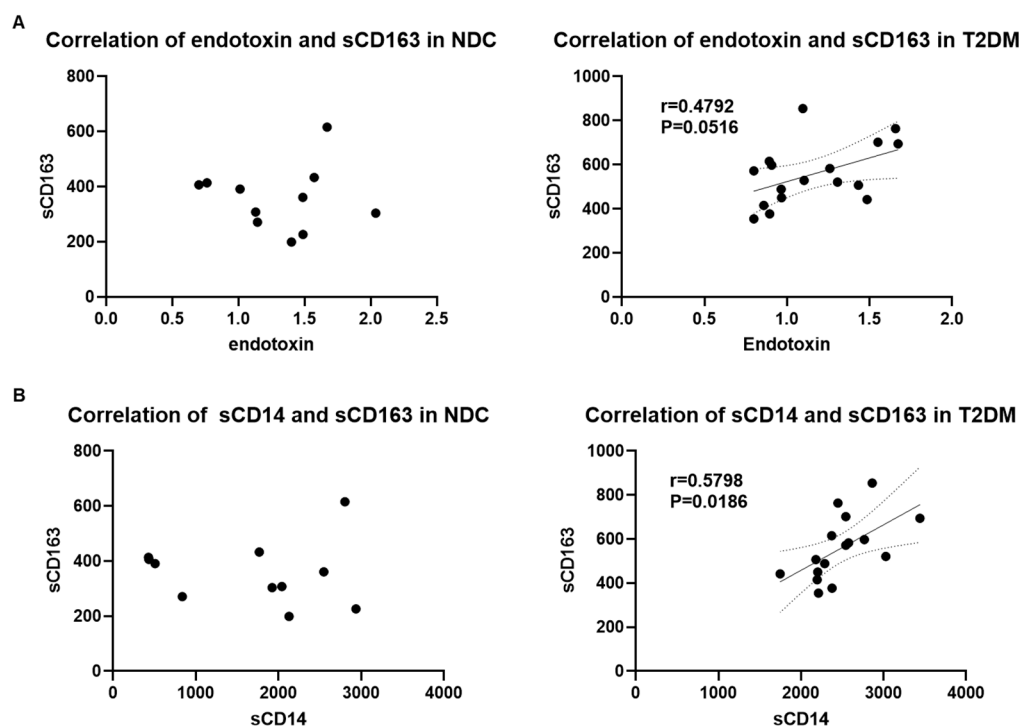 A
Correlation of endotoxin and sCD163 in NDC
800
600
400
200
0
sCD163
0.0 0.5 1.0 1.5 2.0 2.5
endotoxin
Correlation of endotoxin and sCD163 in T2DM
1000
800
600
400
200
0
sCD163
r=0.4792
P=0.0516
0.0 0.5 1.0 1.5 2.0
Endotoxin
B
Correlation of sCD14 and sCD163 in NDC
800
600
400
200
0
sCD163
0 1000 2000 3000 4000
sCD14
Correlation of sCD14 and sCD163 in T2DM
1000
800
600
400
200
0
sCD163
r=0.5798
P=0.0186
0 1000 2000 3000 4000
sCD14